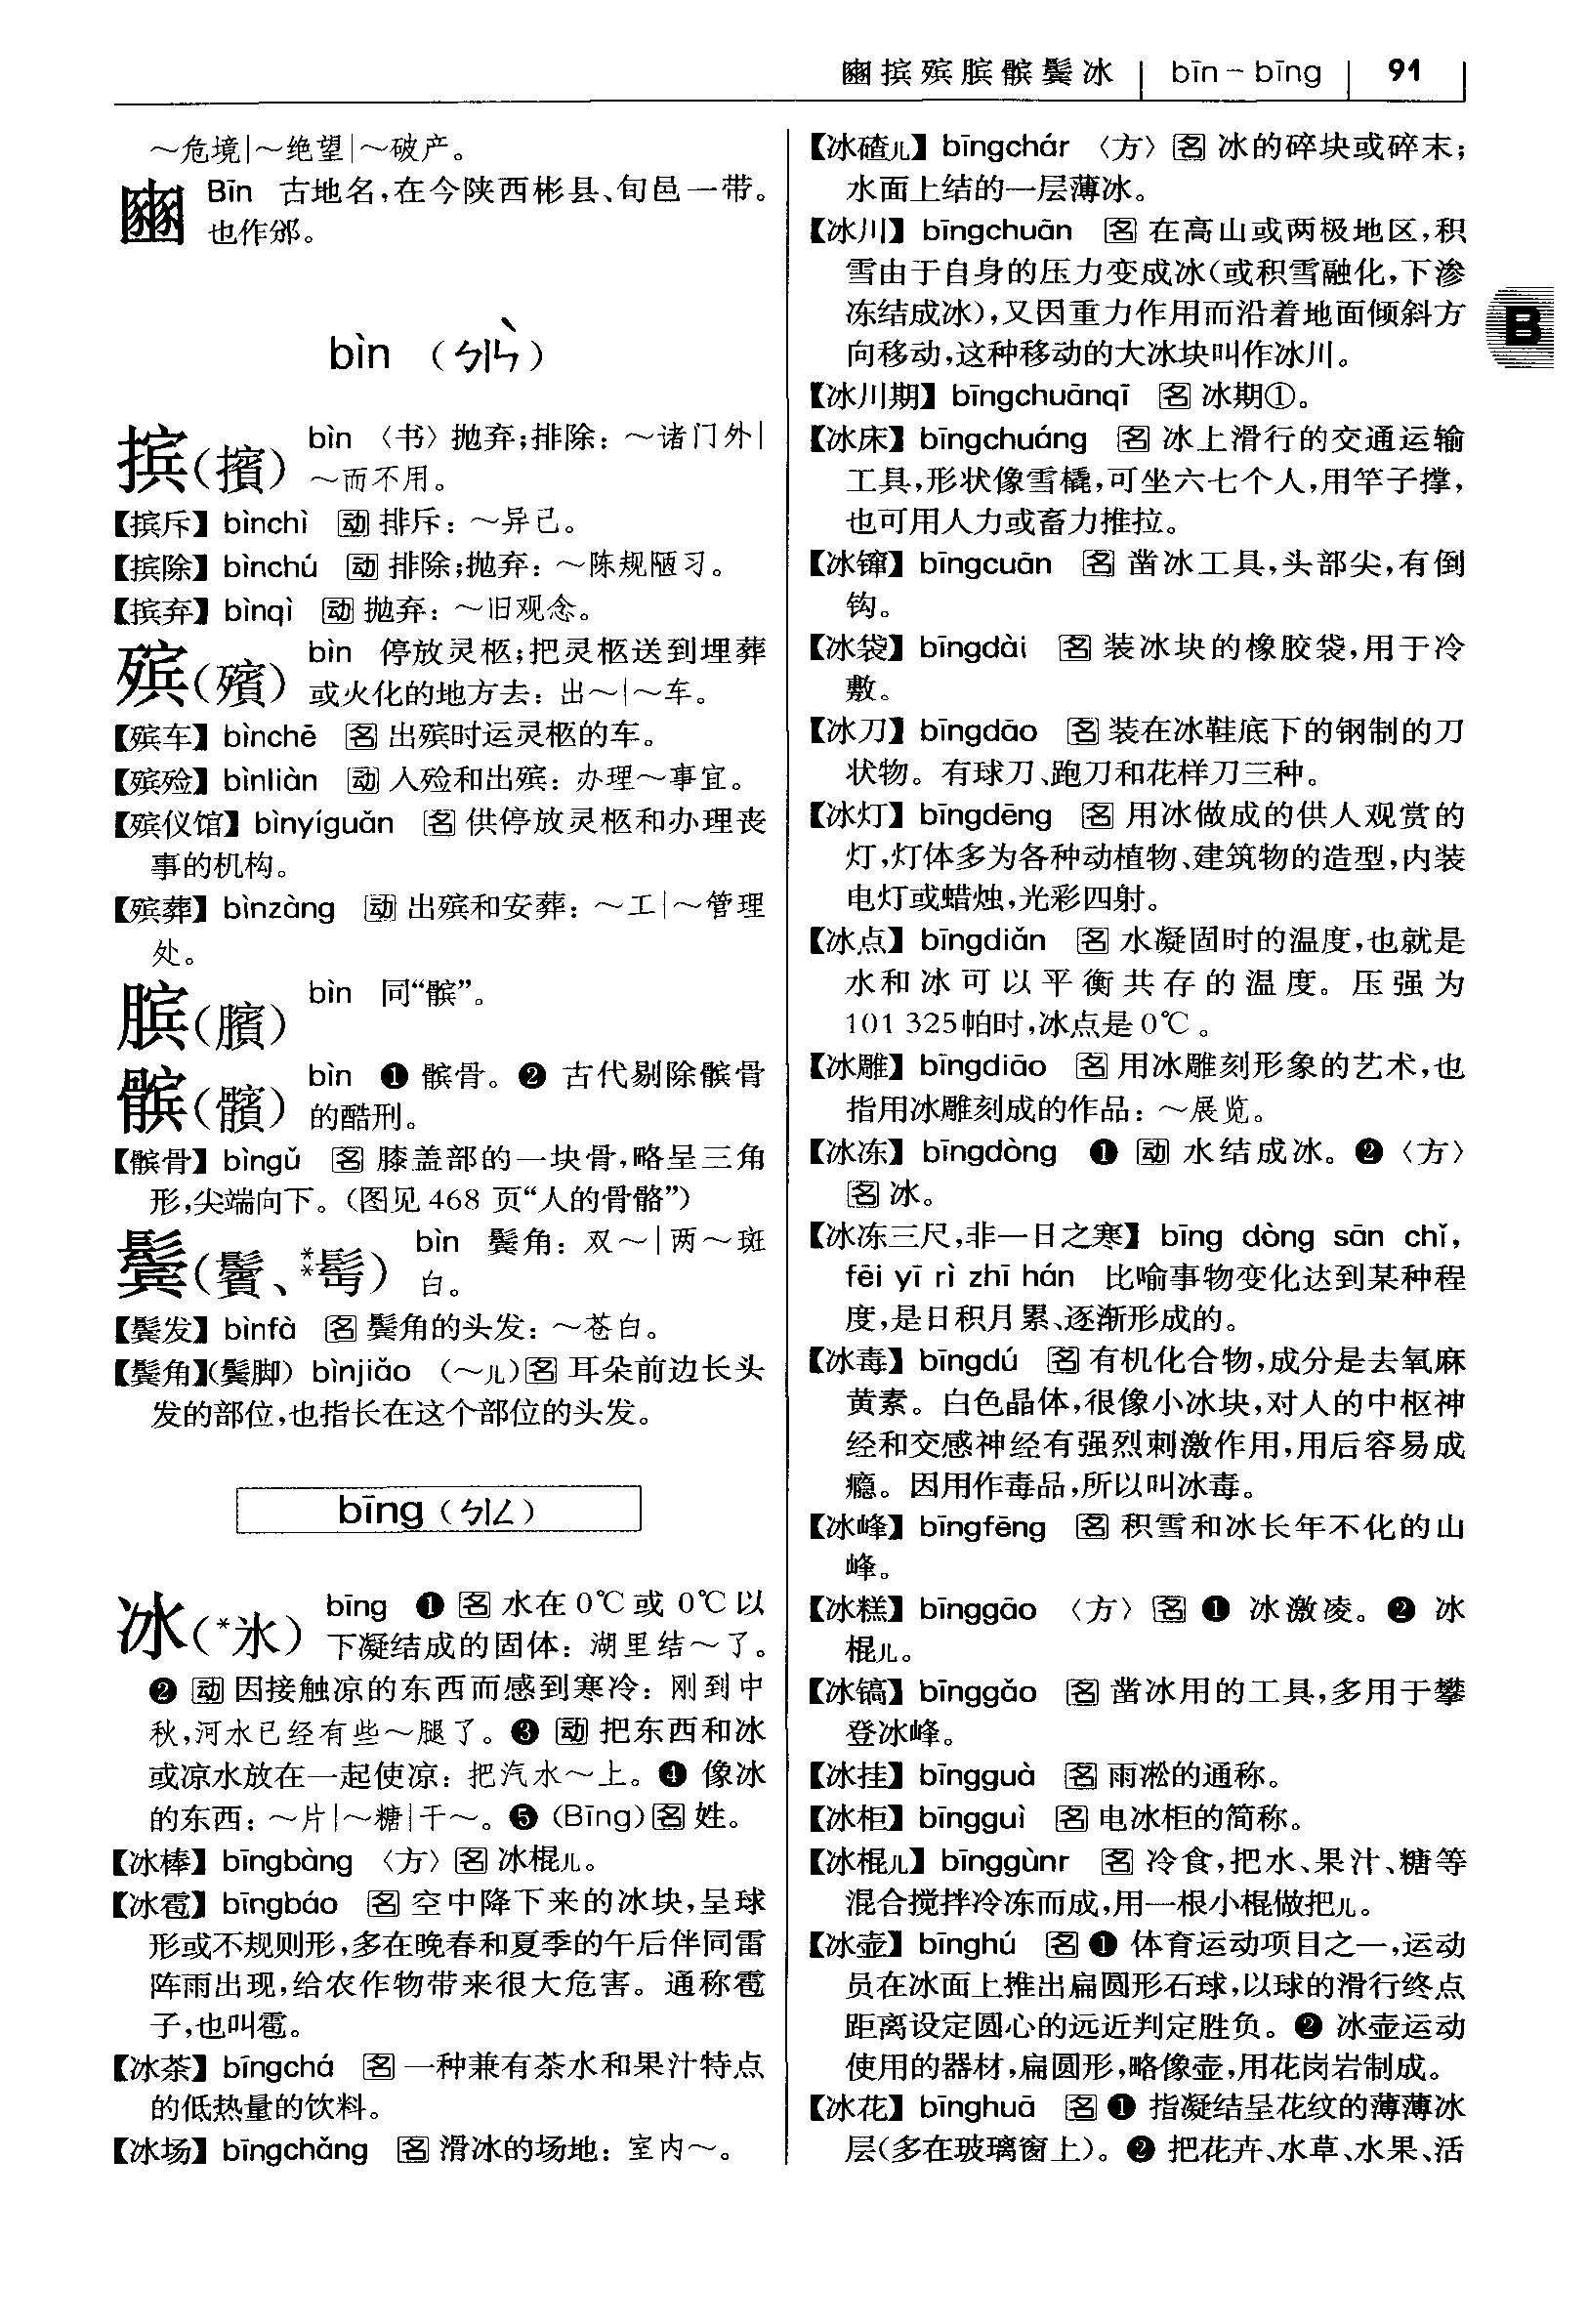 豳摈殡膑髌鬓冰 | bīn－bīng | 91
～危境|～绝望|～破产。
豳 Bīn 古地名,在今陕西彬县、旬邑一带。
也作邠。
bìn （ㄅㄧㄣˋ）
摈(擯) bìn 〈书〉抛弃;排除：～诸门外|
～而不用。
【摈斥】bìnchì 动 排斥：～异己。
【摈除】bìnchú 动 排除;抛弃：～陈规陋习。
【摈弃】bìnqì 动 抛弃：～旧观念。
殡(殯) bìn 停放灵柩;把灵柩送到埋葬
或火化的地方去：出～|～车。
【殡车】bìnchē 名 出殡时运灵柩的车。
【殡殓】bìnliàn 动 入殓和出殡：办理～事宜。
【殡仪馆】bìnyíguǎn 名 供停放灵柩和办理丧
事的机构。
【殡葬】bìnzàng 动 出殡和安葬：～工|～管理
处。
膑(臏) bìn 同“髌”。
髌(髕) bìn ❶ 髌骨。❷ 古代剔除髌骨
的酷刑。
【髌骨】bìngǔ 名 膝盖部的一块骨,略呈三角
形,尖端向下。(图见 468 页“人的骨骼”)
鬓(鬢、**髩) bìn 鬓角：双～|两～斑
白。
【鬓发】bìnfà 名 鬓角的头发：～苍白。
【鬓角】(鬓脚) bìnjiǎo (～儿)名 耳朵前边长头
发的部位,也指长在这个部位的头发。
bīng（ㄅㄧㄥ）
冰(*氷) bīng ❶ 名 水在 0℃ 或 0℃ 以
下凝结成的固体：湖里结～了。
❷ 动 因接触凉的东西而感到寒冷：刚到中
秋,河水已经有些～腿了。❸ 动 把东西和冰
或凉水放在一起使凉：把汽水～上。❹ 像冰
的东西：～片|～糖|干～。❺ (Bīng)名 姓。
【冰棒】bīngbàng 〈方〉名 冰棍儿。
【冰雹】bīngbáo 名 空中降下来的冰块,呈球
形或不规则形,多在晚春和夏季的午后伴同雷
阵雨出现,给农作物带来很大危害。通称雹
子,也叫雹。
【冰茶】bīngchá 名 一种兼有茶水和果汁特点
的低热量的饮料。
【冰场】bīngchǎng 名 滑冰的场地：室内～。
【冰碴儿】bīngchár 〈方〉名 冰的碎块或碎末；
水面上结的一层薄冰。
【冰川】bīngchuān 名 在高山或两极地区,积
雪由于自身的压力变成冰(或积雪融化,下渗
冻结成冰),又因重力作用而沿着地面倾斜方
向移动,这种移动的大冰块叫作冰川。
B
【冰川期】bīngchuānqī 名 冰期①。
【冰床】bīngchuáng 名 冰上滑行的交通运输
工具,形状像雪橇,可坐六七个人,用竿子撑,
也可用人力或畜力推拉。
【冰镩】bīngcuān 名 凿冰工具,头部尖,有倒
钩。
【冰袋】bīngdài 名 装冰块的橡胶袋,用于冷
敷。
【冰刀】bīngdāo 名 装在冰鞋底下的钢制的刀
状物。有球刀、跑刀和花样刀三种。
【冰灯】bīngdēng 名 用冰做成的供人观赏的
灯,灯体多为各种动植物、建筑物的造型,内装
电灯或蜡烛,光彩四射。
【冰点】bīngdiǎn 名 水凝固时的温度,也就是
水和冰可以平衡共存的温度。压强为
101 325帕时,冰点是 0℃。
【冰雕】bīngdiāo 名 用冰雕刻形象的艺术,也
指用冰雕刻成的作品：～展览。
【冰冻】bīngdòng ❶ 动 水结成冰。❷〈方〉
名 冰。
【冰冻三尺,非一日之寒】bīng dòng sān chǐ,
fēi yī rì zhī hán 比喻事物变化达到某种程
度,是日积月累、逐渐形成的。
【冰毒】bīngdú 名 有机化合物,成分是去氧麻
黄素。白色晶体,很像小冰块,对人的中枢神
经和交感神经有强烈刺激作用,用后容易成
瘾。因用作毒品,所以叫冰毒。
【冰峰】bīngfēng 名 积雪和冰长年不化的山
峰。
【冰糕】bīnggāo 〈方〉名 ❶ 冰激凌。❷ 冰
棍儿。
【冰镐】bīnggǎo 名 凿冰用的工具,多用于攀
登冰峰。
【冰挂】bīngguà 名 雨凇的通称。
【冰柜】bīngguì 名 电冰柜的简称。
【冰棍儿】bīnggùnr 名 冷食,把水、果汁、糖等
混合搅拌冷冻而成,用一根小棍做把儿。
【冰壶】bīnghú 名 ❶ 体育运动项目之一,运动
员在冰面上推出扁圆形石球,以球的滑行终点
距离设定圆心的远近判定胜负。❷ 冰壶运动
使用的器材,扁圆形,略像壶,用花岗岩制成。
【冰花】bīnghuā 名 ❶ 指凝结呈花纹的薄薄冰
层(多在玻璃窗上)。❷ 把花卉、水草、水果、活